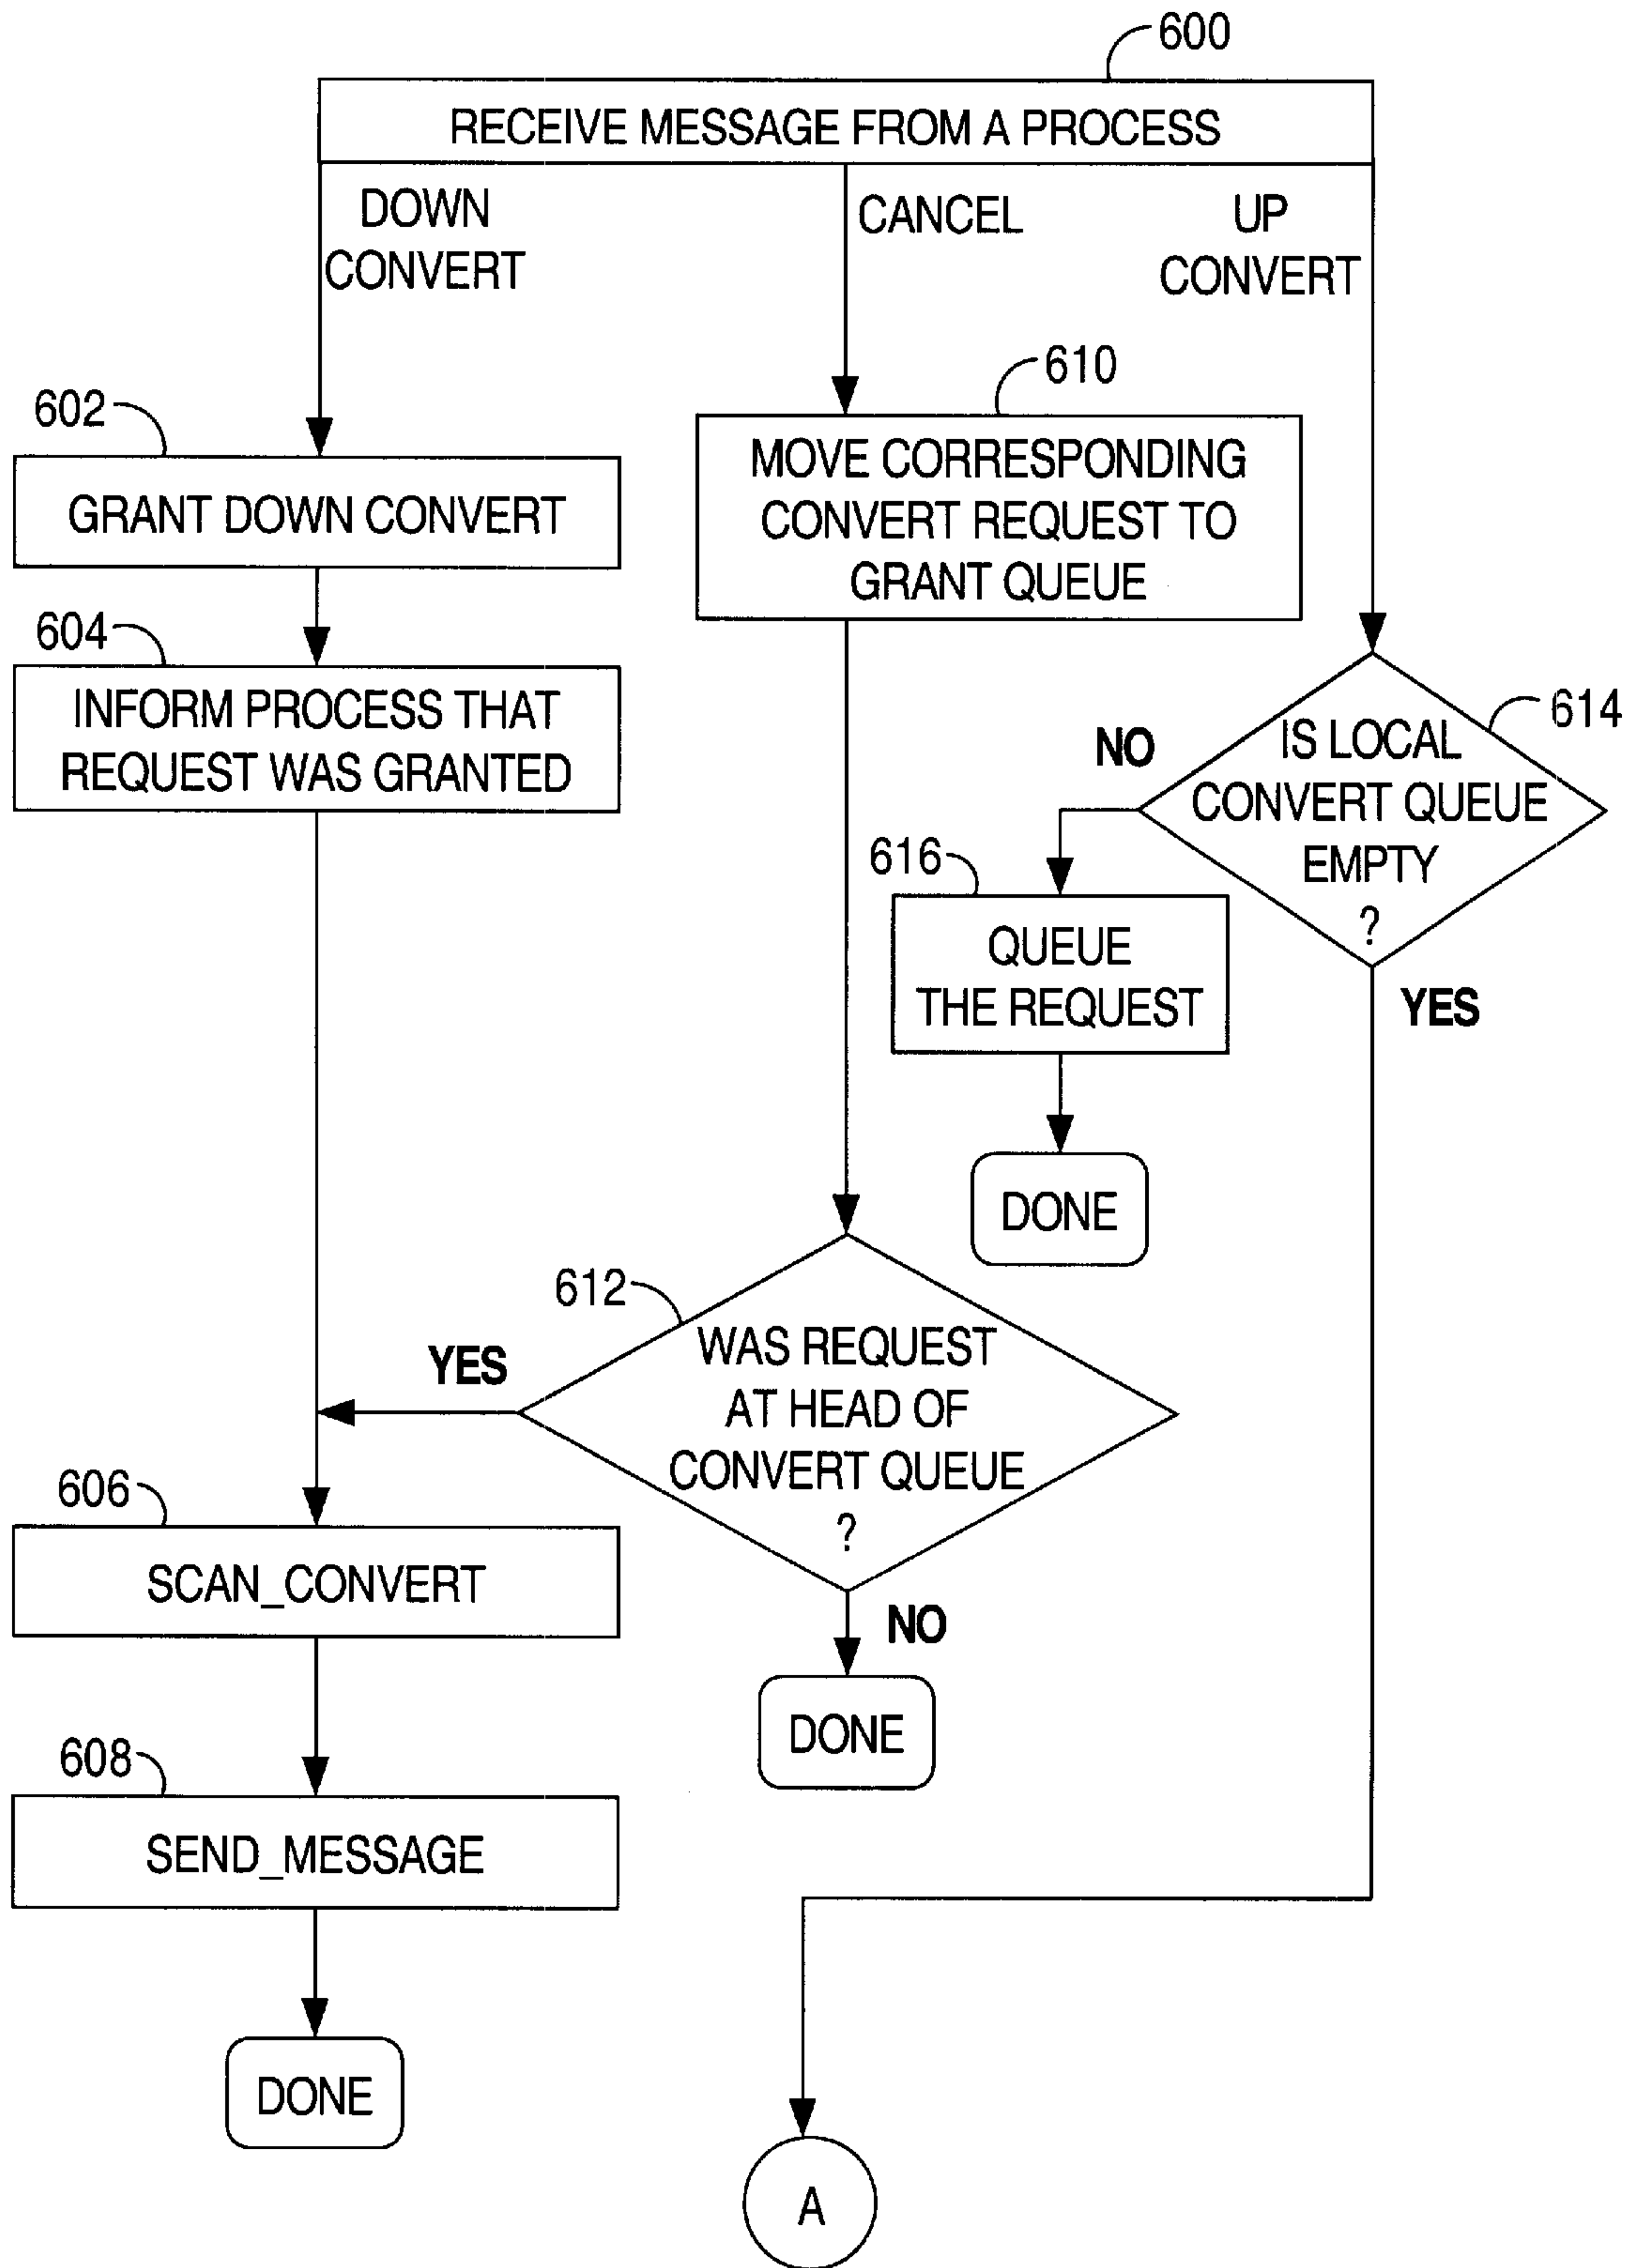 600
RECEIVE MESSAGE FROM A PROCESS
DOWN
CONVERT
CANCEL
UP
CONVERT
602
GRANT DOWN CONVERT
604
INFORM PROCESS THAT
REQUEST WAS GRANTED
610
MOVE CORRESPONDING
CONVERT REQUEST TO
GRANT QUEUE
614
IS LOCAL
CONVERT QUEUE
EMPTY
?
NO
YES
616
QUEUE
THE REQUEST
DONE
612
WAS REQUEST
AT HEAD OF
CONVERT QUEUE
?
YES
NO
DONE
606
SCAN_CONVERT
608
SEND_MESSAGE
DONE
A